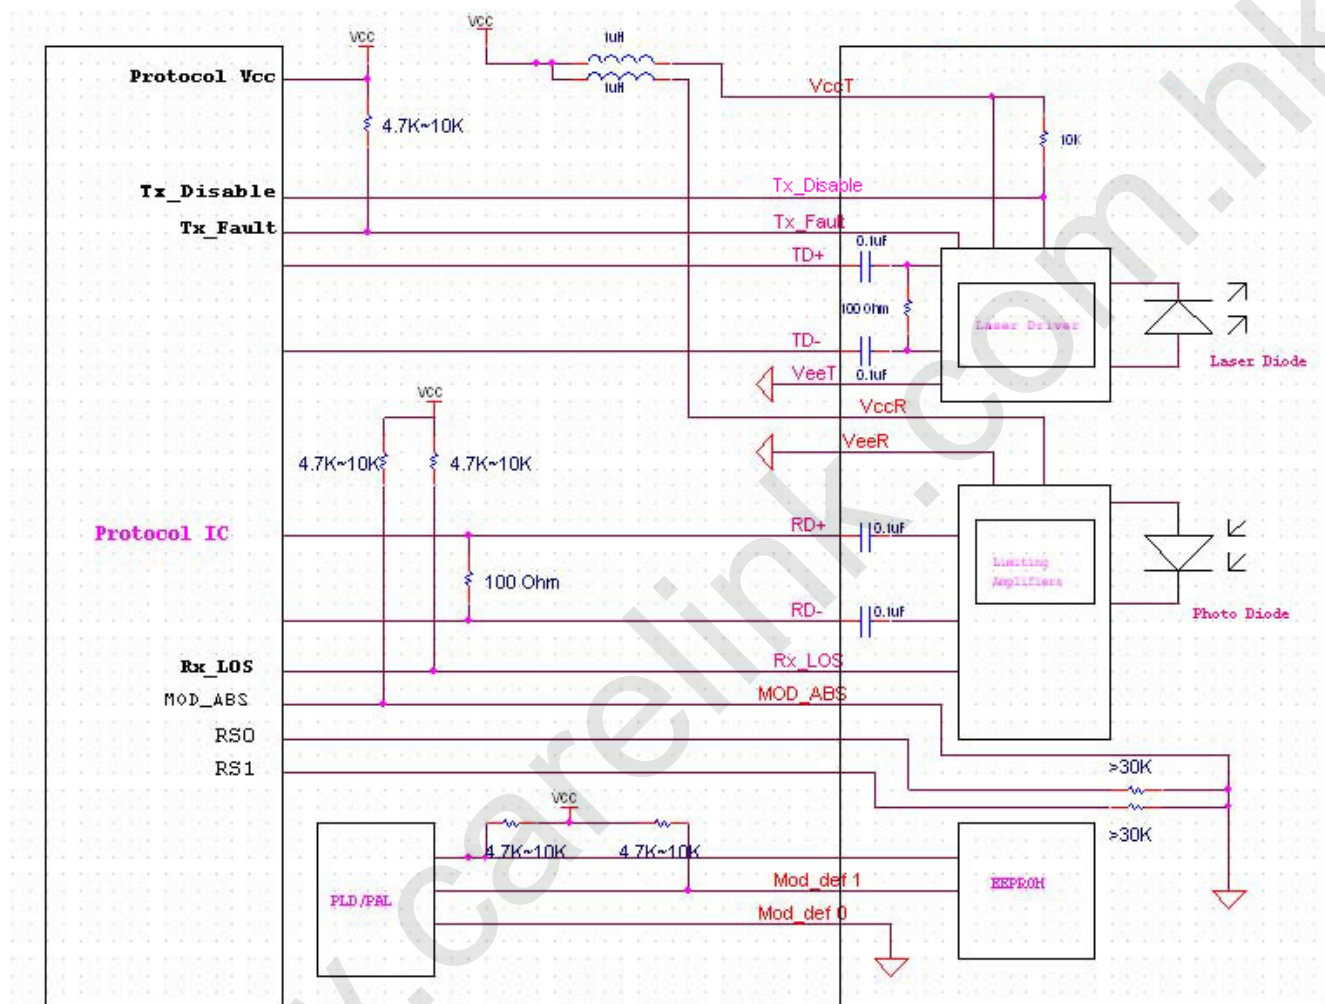 VCC
VCC
1uH
1uH
Protocol Vcc
VccT
4.7K~10K
10K
Tx_Disable
Tx_Disable
Tx_Fault
Tx_Fault
0.1uf
TD+
100 Ohm
Laser Driver
TD-
Laser Diode
VeeT
0.1uf
VCC
VccR
VeeR
4.7K~10K
4.7K~10K
Protocol IC
RD+
0.1uf
Limiting
Amplifiers
100 Ohm
RD-
0.1uf
Photo Diode
Rx_LOS
Rx_LOS
MOD_ABS
MOD_ABS
RS0
RS1
>30K
VCC
>30K
4.7K~10K
4.7K~10K
Mod_def 1
EEPROM
PLD/PAL
Mod_def 0
.carelink.com.hk